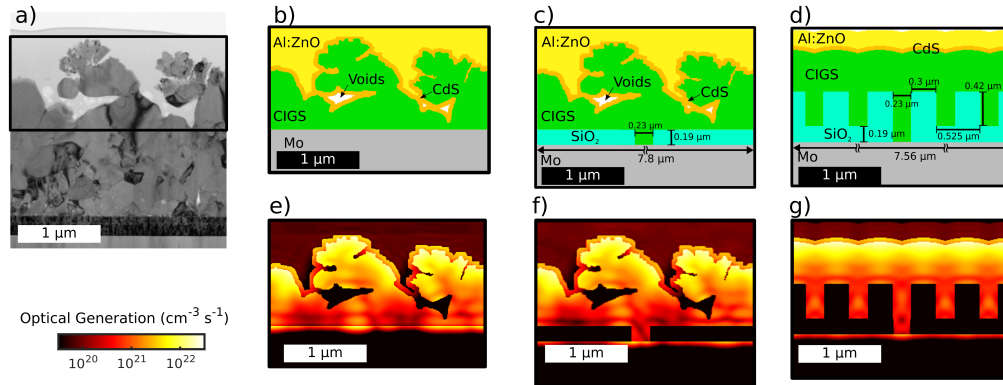 a)
1 μm
b)
Al:ZnO
Voids
CdS
CIGS
Mo
1 μm
c)
Al:ZnO
Voids
CdS
CIGS
0.23 μm
SiO2
0.19 μm
Mo
7.8 μm
1 μm
d)
Al:ZnO
CdS
CIGS
0.3 μm
0.42 μm
0.23 μm
SiO2
0.19 μm
0.525 μm
Mo
7.56 μm
1 μm
e)
1 μm
f)
1 μm
g)
1 μm
Optical Generation (cm⁻³ s⁻¹)
10²⁰ 10²¹ 10²²